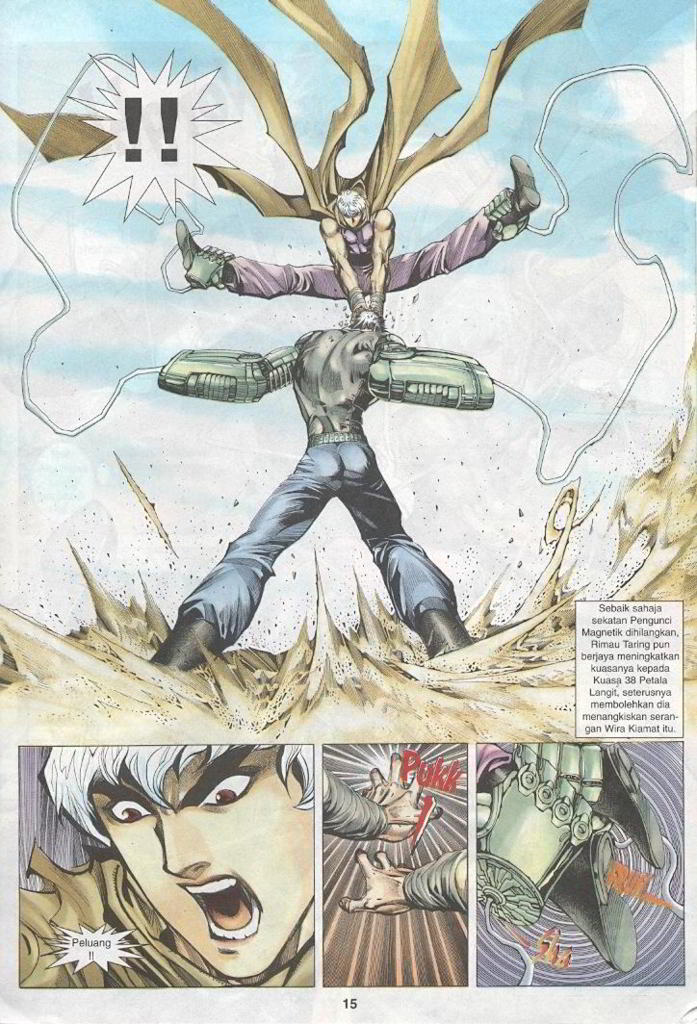 !!
Sebaik sahaja
sekatan Pengunci
Magnetik dihilangkan,
Rimau Taring pun
berjaya meningkatkan
kuasanya kepada
Kuasa 38 Petala
Langit, seterusnya
membolehkan dia
menangkiskan seran-
gan Wira Kiamat itu.
Peluang
!!
PUKK
15